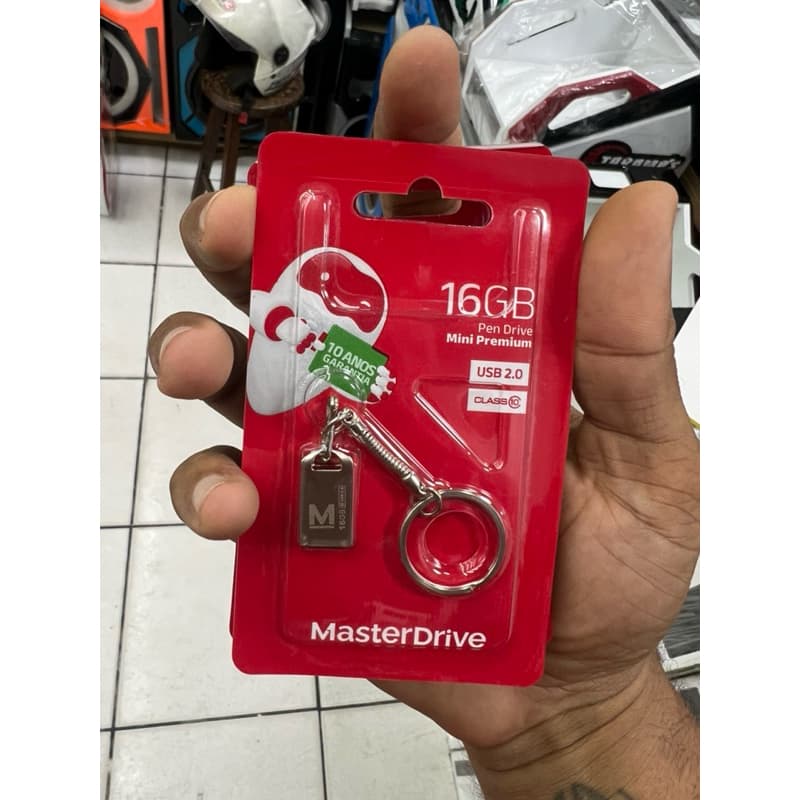 16GB
Pen Drive
Mini Premium
USB 2.0
CLASS 10
10 ANOS
GARANTIA
M
16GB
MasterDrive